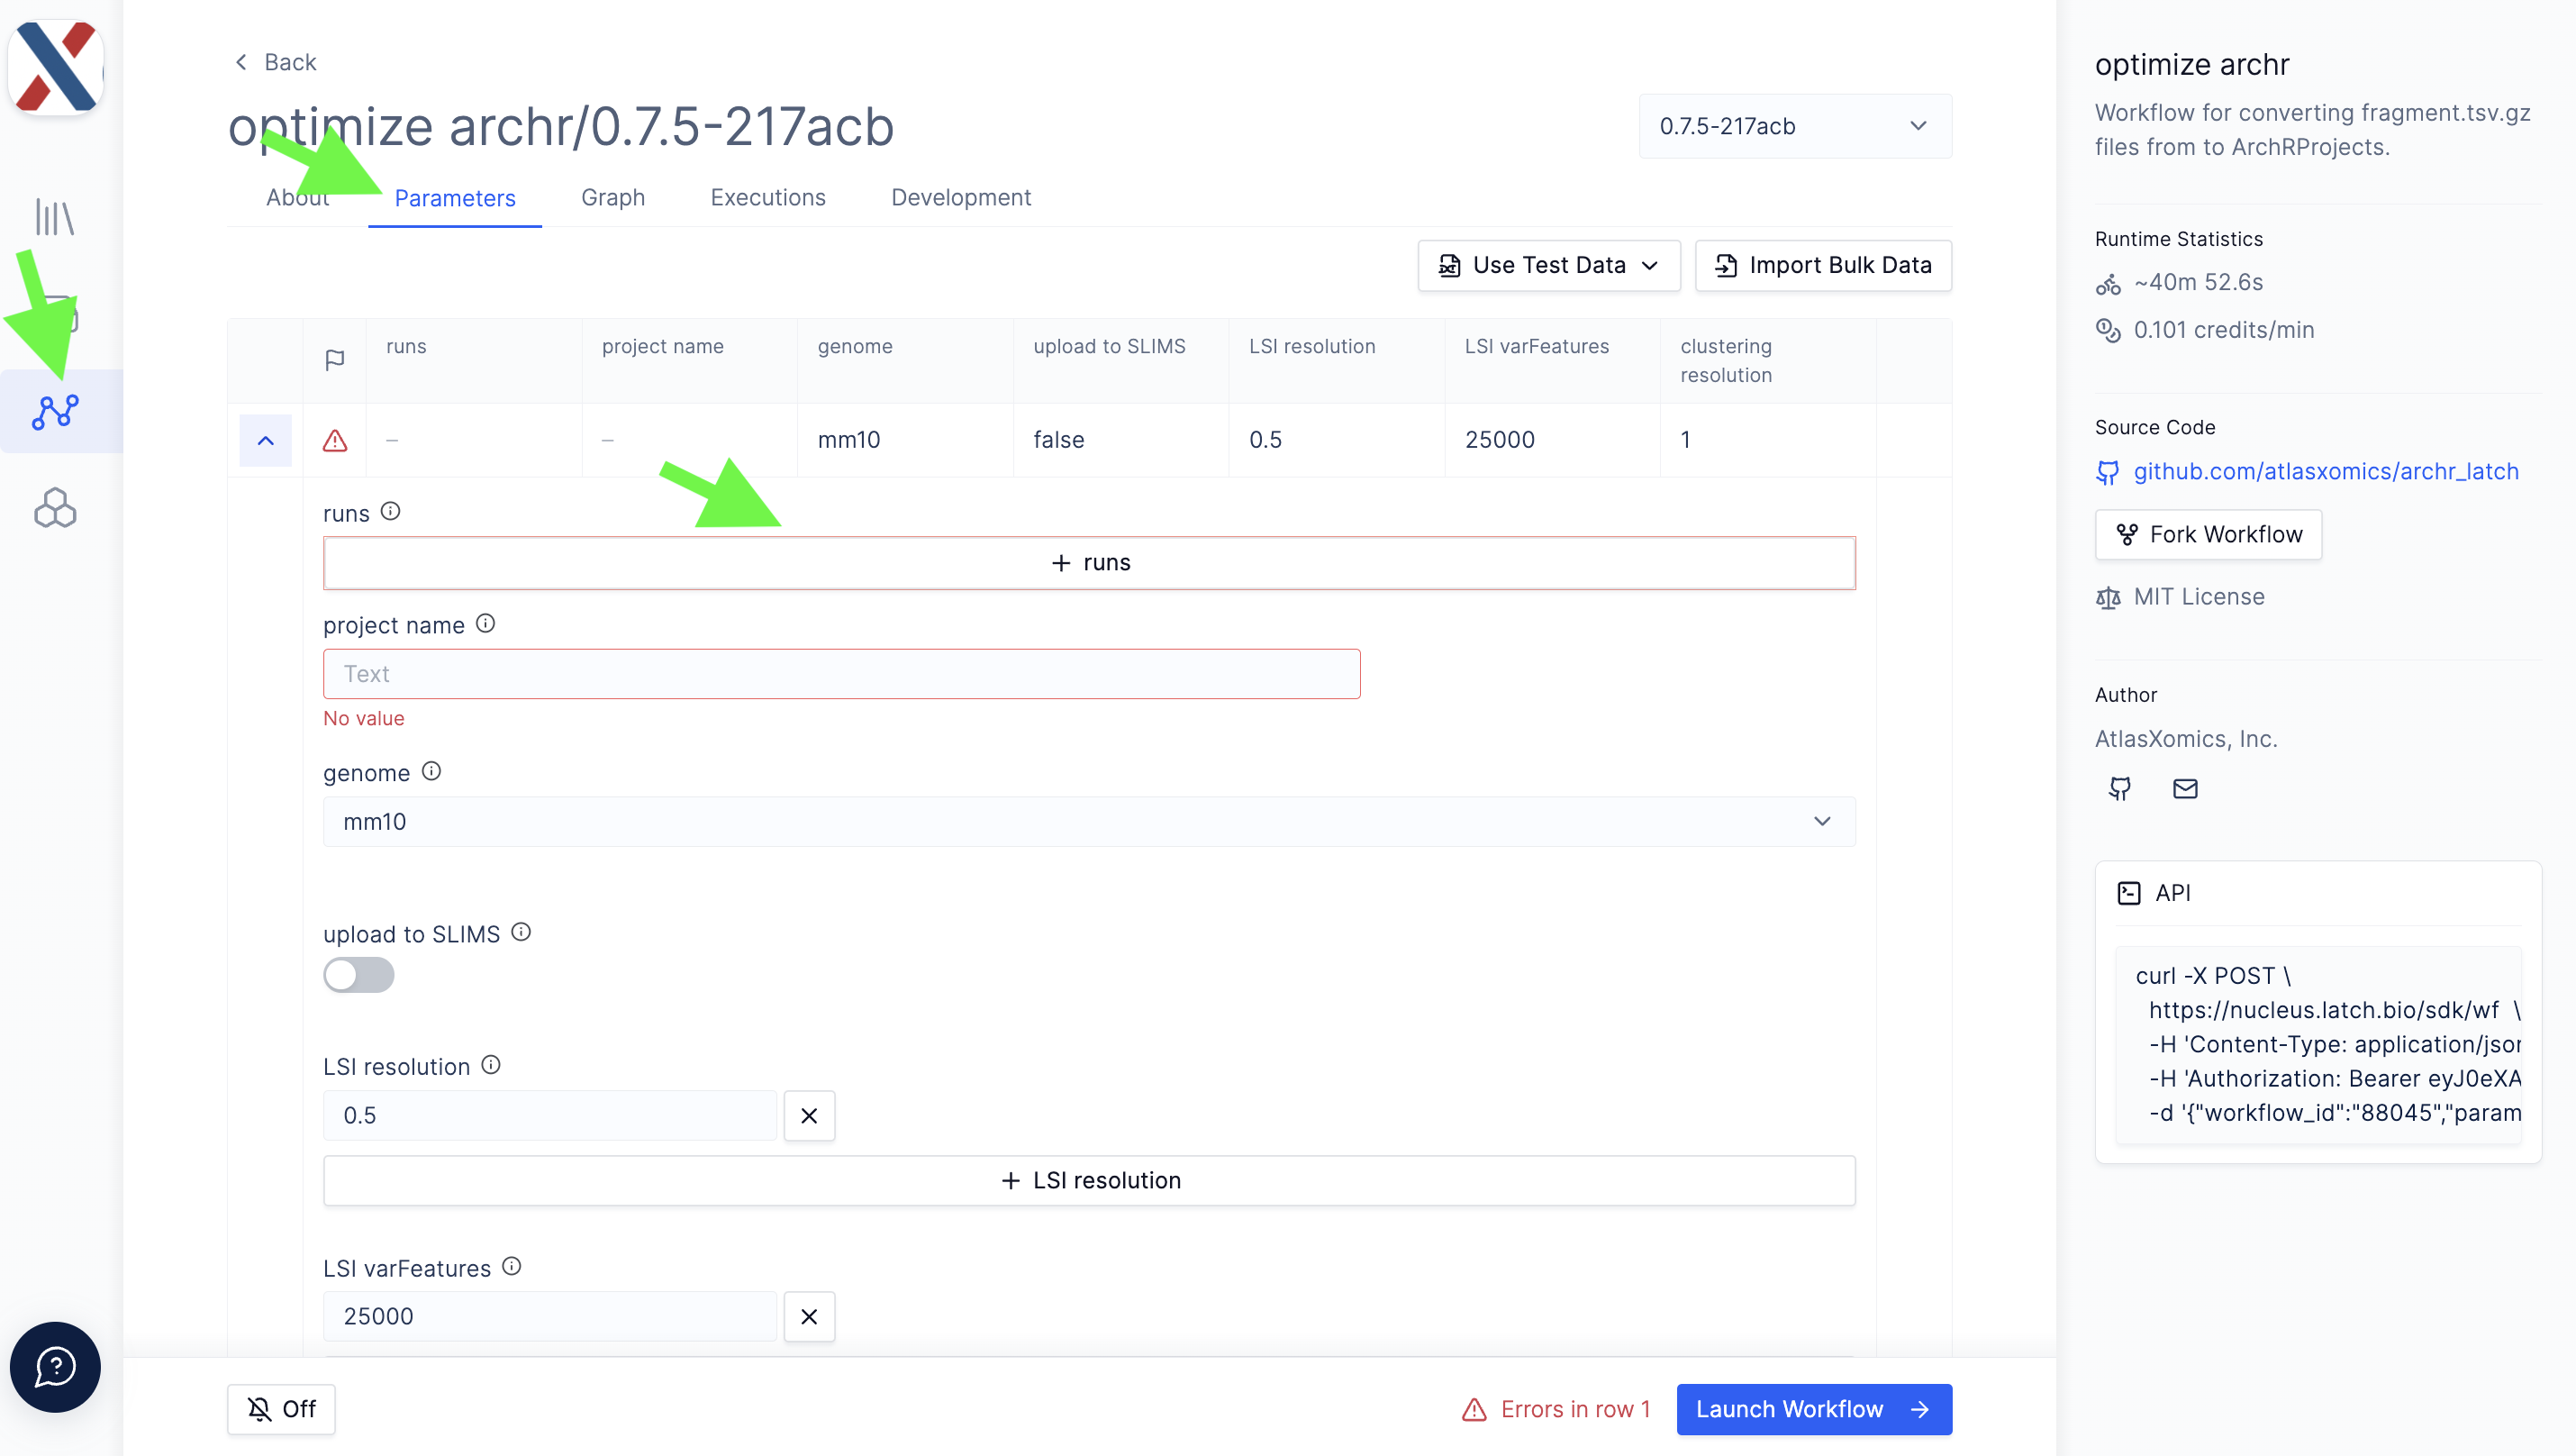 Back
optimize archr/0.7.5-217acb
0.7.5-217acb
About
Parameters
Graph
Executions
Development
Use Test Data
Import Bulk Data
runs
project name
genome
upload to SLIMS
LSI resolution
LSI varFeatures
clustering
resolution
–
–
mm10
false
0.5
25000
1
runs
+ runs
project name
Text
No value
genome
mm10
upload to SLIMS
LSI resolution
0.5
+ LSI resolution
LSI varFeatures
25000
Off
Errors in row 1
Launch Workflow
optimize archr
Workflow for converting fragment.tsv.gz
files from to ArchRProjects.
Runtime Statistics
~40m 52.6s
0.101 credits/min
Source Code
github.com/atlasxomics/archr_latch
Fork Workflow
MIT License
Author
AtlasXomics, Inc.
API
curl -X POST \
https://nucleus.latch.bio/sdk/wf \
-H 'Content-Type: application/json
-H 'Authorization: Bearer eyJ0eXA
-d '{"workflow_id":"88045","param